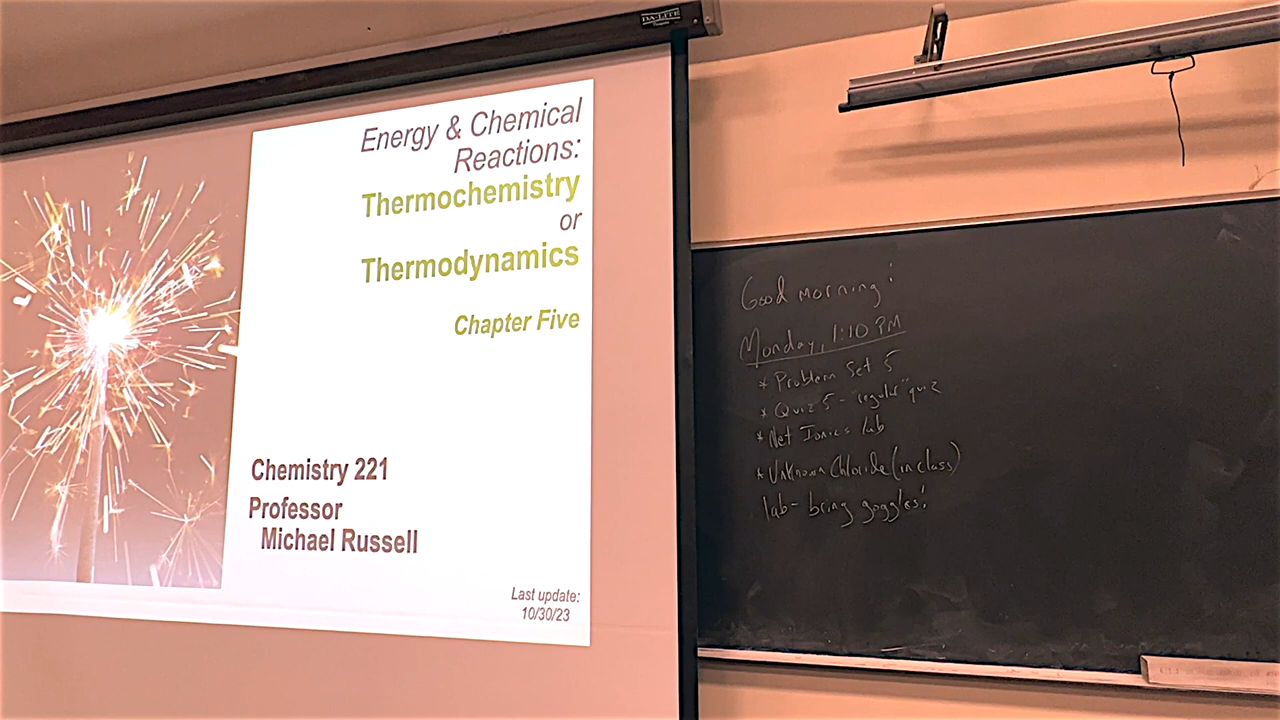 DA-LITE
Energy & Chemical
Reactions:
Thermochemistry
or
Thermodynamics
Chapter Five
Chemistry 221
Professor
Michael Russell
Last update:
10/30/23
Good morning!
Monday, 1:10 PM
* Problem Set 5
* Quiz 5 - "regular" quiz
* Net Ionics lab
* Unknown Chloride (in class)
lab - bring goggles!